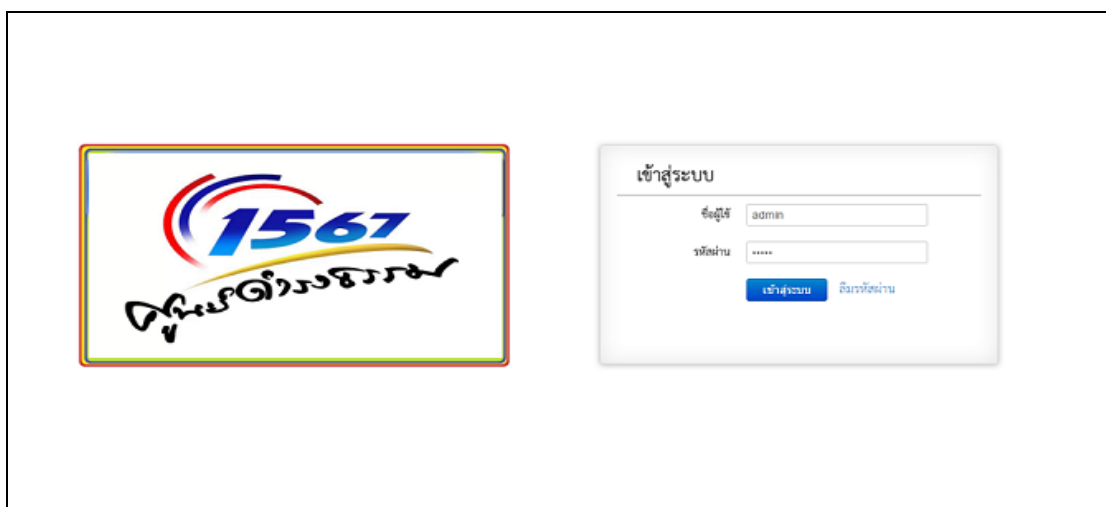 1567
ศูนย์ดำรงธรรม
เข้าสู่ระบบ
ชื่อผู้ใช้ admin
รหัสผ่าน •••••
เข้าสู่ระบบ ลืมรหัสผ่าน